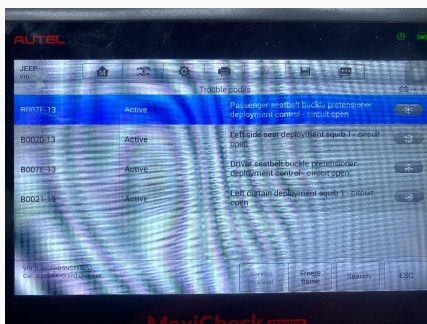 AUTEL
JEEP
VIN
Trouble codes
B007F-13 Active Passenger seatbelt buckle pretensioner
deployment control - circuit open
B0020-13 Active Left side seat deployment squib 1 - circuit
open
B007E-13 Active Driver seatbelt buckle pretensioner
deployment control - circuit open
B0021-13 Active Left curtain deployment squib 1 - circuit
open
Freeze
frame
Search
ESC
MaxiCheck